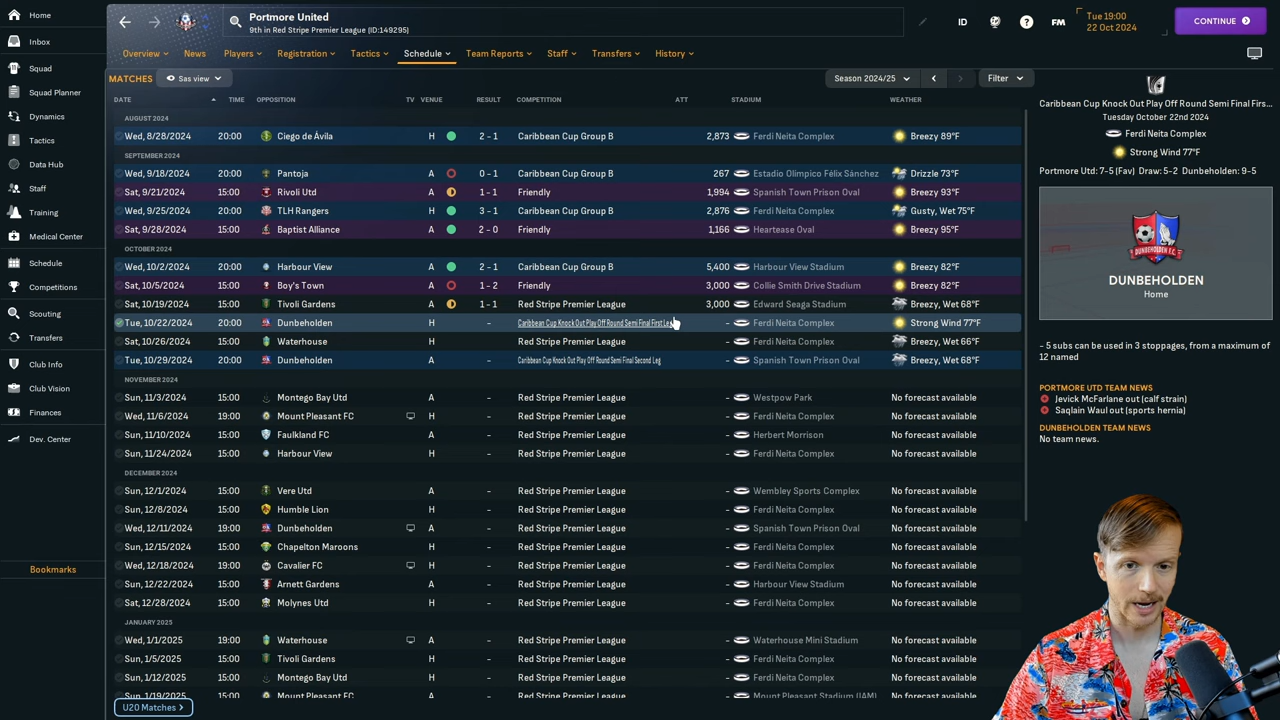 Home
Inbox
Squad
Squad Planner
Dynamics
Tactics
Data Hub
Staff
Training
Medical Center
Schedule
Competitions
Scouting
Transfers
Club Info
Club Vision
Finances
Dev. Center
Bookmarks
Portmore United
9th in Red Stripe Premier League (ID:149295)
ID ? FM
Tue 19:00
22 Oct 2024
CONTINUE
Overview News Players Registration Tactics Schedule Team Reports Staff Transfers History
MATCHES Sas view Season 2024/25 Filter
DATE TIME OPPOSITION TV VENUE RESULT COMPETITION ATT STADIUM WEATHER
AUGUST 2024
Wed, 8/28/2024 20:00 Ciego de Ávila H 2 - 1 Caribbean Cup Group B 2,873 Ferdi Neita Complex Breezy 89°F
SEPTEMBER 2024
Wed, 9/18/2024 20:00 Pantoja A 0 - 1 Caribbean Cup Group B 267 Estadio Olímpico Félix Sánchez Drizzle 73°F
Sat, 9/21/2024 15:00 Rivoli Utd A 1 - 1 Friendly 1,994 Spanish Town Prison Oval Breezy 93°F
Wed, 9/25/2024 20:00 TLH Rangers H 3 - 1 Caribbean Cup Group B 2,876 Ferdi Neita Complex Gusty, Wet 75°F
Sat, 9/28/2024 15:00 Baptist Alliance A 2 - 0 Friendly 1,166 Heartease Oval Breezy 95°F
OCTOBER 2024
Wed, 10/2/2024 20:00 Harbour View A 2 - 1 Caribbean Cup Group B 5,400 Harbour View Stadium Breezy 82°F
Sat, 10/5/2024 15:00 Boy's Town A 1 - 2 Friendly 3,000 Collie Smith Drive Stadium Breezy 82°F
Sat, 10/19/2024 15:00 Tivoli Gardens A 1 - 1 Red Stripe Premier League 3,000 Edward Seaga Stadium Breezy, Wet 68°F
Tue, 10/22/2024 20:00 Dunbeholden H - Caribbean Cup Knock Out Play Off Round Semi Final First Leg - Ferdi Neita Complex Strong Wind 77°F
Sat, 10/26/2024 15:00 Waterhouse H - Red Stripe Premier League - Ferdi Neita Complex Breezy, Wet 66°F
Tue, 10/29/2024 20:00 Dunbeholden A - Caribbean Cup Knock Out Play Off Round Semi Final Second Leg - Spanish Town Prison Oval Breezy, Wet 68°F
NOVEMBER 2024
Sun, 11/3/2024 15:00 Montego Bay Utd A - Red Stripe Premier League - Westpow Park No forecast available
Wed, 11/6/2024 19:00 Mount Pleasant FC H - Red Stripe Premier League - Ferdi Neita Complex No forecast available
Sun, 11/10/2024 15:00 Faulkland FC A - Red Stripe Premier League - Herbert Morrison No forecast available
Sun, 11/24/2024 15:00 Harbour View H - Red Stripe Premier League - Ferdi Neita Complex No forecast available
DECEMBER 2024
Sun, 12/1/2024 15:00 Vere Utd A - Red Stripe Premier League - Wembley Sports Complex No forecast available
Sun, 12/8/2024 15:00 Humble Lion H - Red Stripe Premier League - Ferdi Neita Complex No forecast available
Wed, 12/11/2024 19:00 Dunbeholden A - Red Stripe Premier League - Spanish Town Prison Oval No forecast available
Sun, 12/15/2024 15:00 Chapelton Maroons H - Red Stripe Premier League - Ferdi Neita Complex No forecast available
Wed, 12/18/2024 19:00 Cavalier FC H - Red Stripe Premier League - Ferdi Neita Complex No forecast available
Sun, 12/22/2024 15:00 Arnett Gardens A - Red Stripe Premier League - Harbour View Stadium No forecast available
Sat, 12/28/2024 15:00 Molynes Utd H - Red Stripe Premier League - Ferdi Neita Complex No forecast available
JANUARY 2025
Wed, 1/1/2025 19:00 Waterhouse A - Red Stripe Premier League - Waterhouse Mini Stadium No forecast available
Sun, 1/5/2025 15:00 Tivoli Gardens H - Red Stripe Premier League - Ferdi Neita Complex No forecast available
Sun, 1/12/2025 15:00 Montego Bay Utd H - Red Stripe Premier League - Ferdi Neita Complex No forecast available
Sun, 1/19/2025 15:00 Mount Pleasant FC A - Red Stripe Premier League - Mount Pleasant Stadium (JAM) No forecast available
U20 Matches >
Caribbean Cup Knock Out Play Off Round Semi Final Firs...
Tuesday October 22nd 2024
Ferdi Neita Complex
Strong Wind 77°F
Portmore Utd: 7-5 (Fav) Draw: 5-2 Dunbeholden: 9-5
DUNBEHOLDEN F.C.
DUNBEHOLDEN
Home
- 5 subs can be used in 3 stoppages, from a maximum of
12 named
PORTMORE UTD TEAM NEWS
Jevick McFarlane out (calf strain)
Saqlain Waul out (sports hernia)
DUNBEHOLDEN TEAM NEWS
No team news.